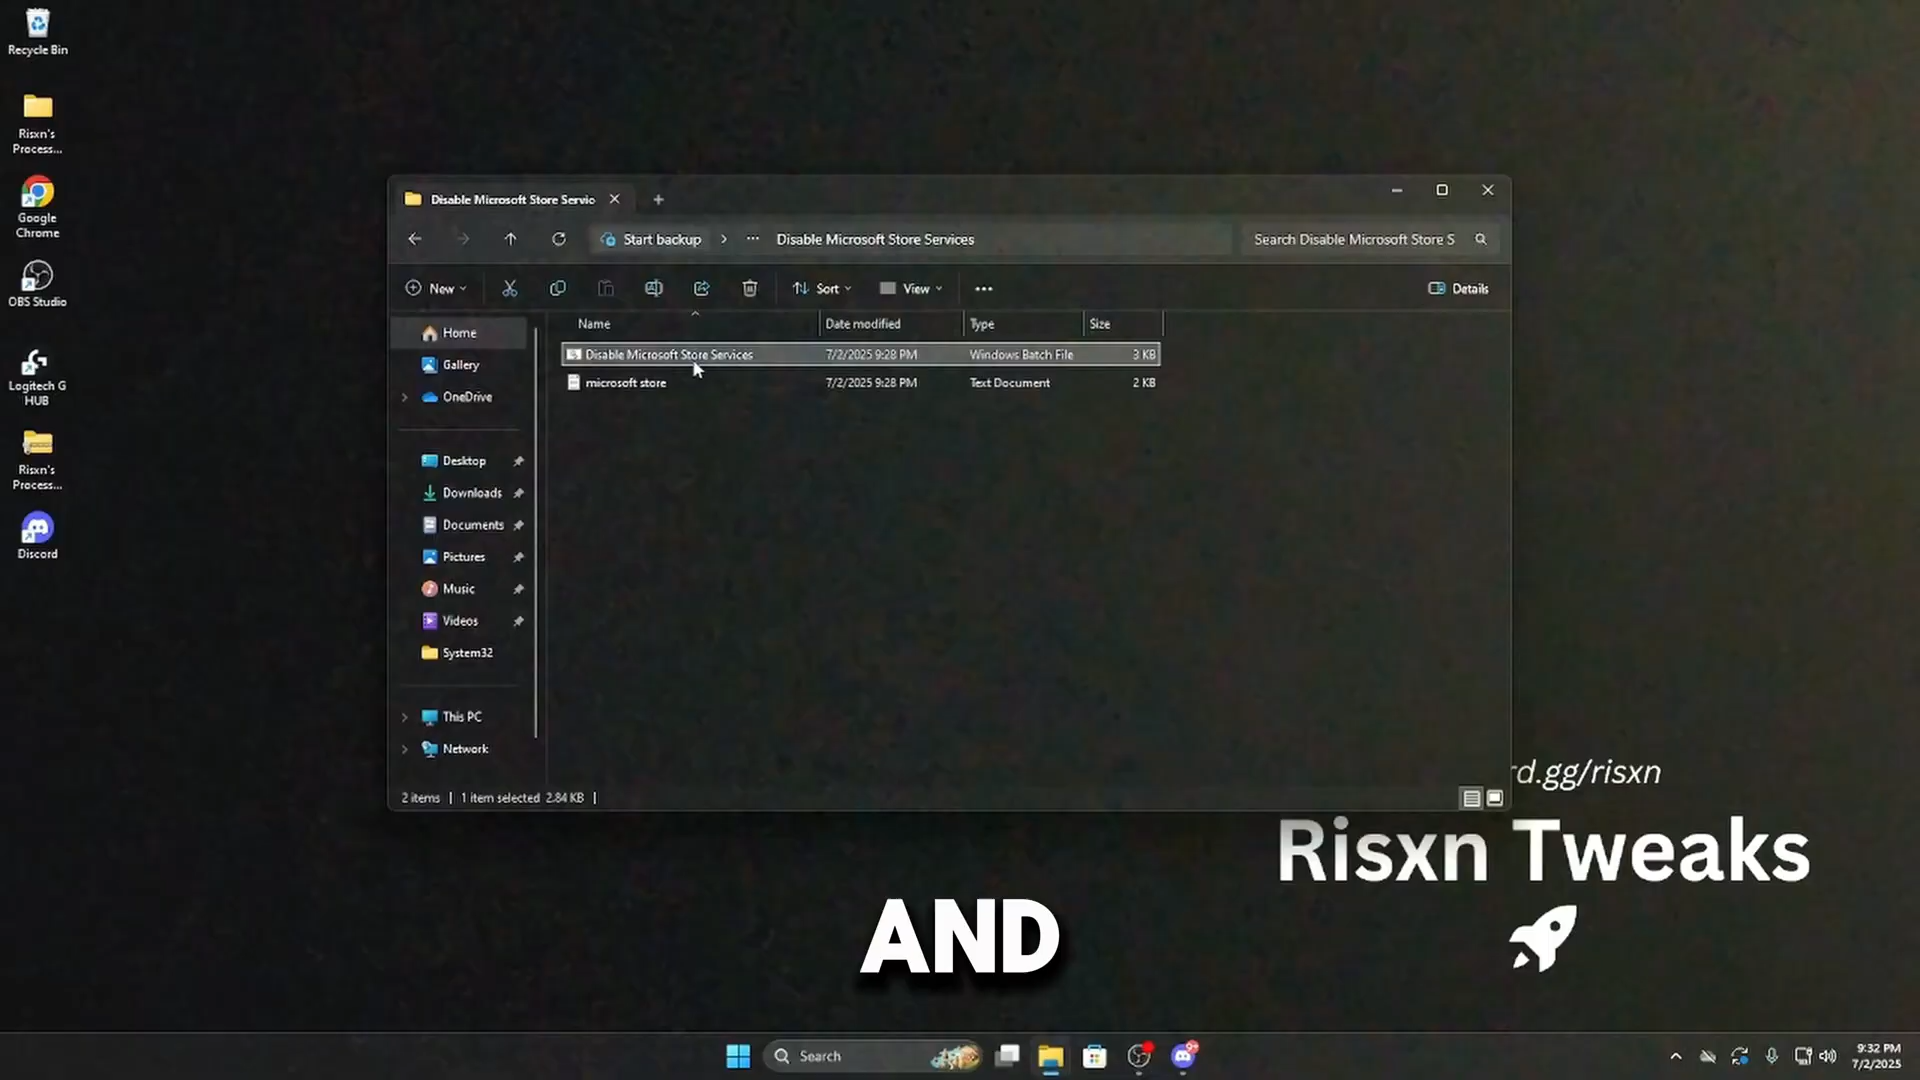 Recycle Bin
Risxn's
Process...
Google
Chrome
OBS Studio
Logitech G
HUB
Risxn's
Process...
Discord
Disable Microsoft Store Servic
Start backup
Disable Microsoft Store Services
Search Disable Microsoft Store S
New
Sort
View
Details
Name
Date modified
Type
Size
Disable Microsoft Store Services 7/2/2025 9:28 PM Windows Batch File 3 KB
microsoft store 7/2/2025 9:28 PM Text Document 2 KB
Home
Gallery
OneDrive
Desktop
Downloads
Documents
Pictures
Music
Videos
System32
This PC
Network
2 items 1 item selected 2.84 KB
rd.gg/risxn
Risxn Tweaks
AND
Search
9+
9:32 PM
7/2/2025